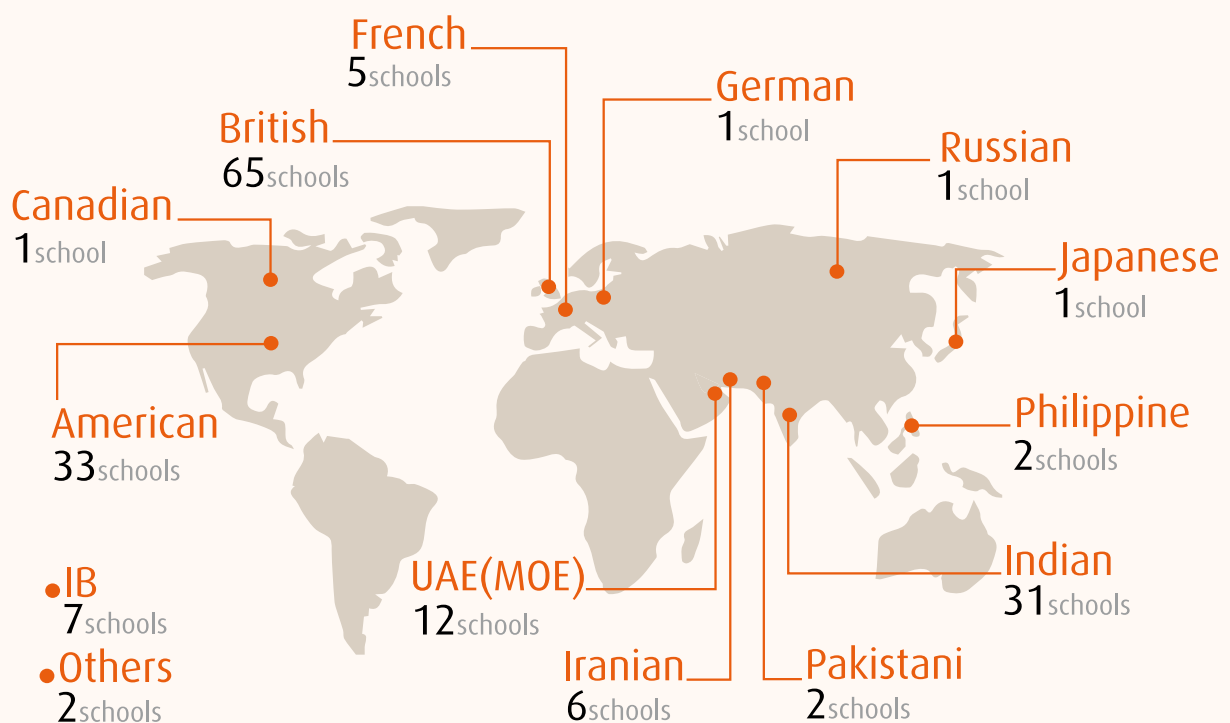 French
5schools
German
1school
British
65schools
Russian
1school
Canadian
1school
Japanese
1school
American
33schools
Philippine
2schools
Indian
31schools
UAE(MOE)
12schools
IB
7schools
Iranian
6schools
Pakistani
2schools
Others
2schools